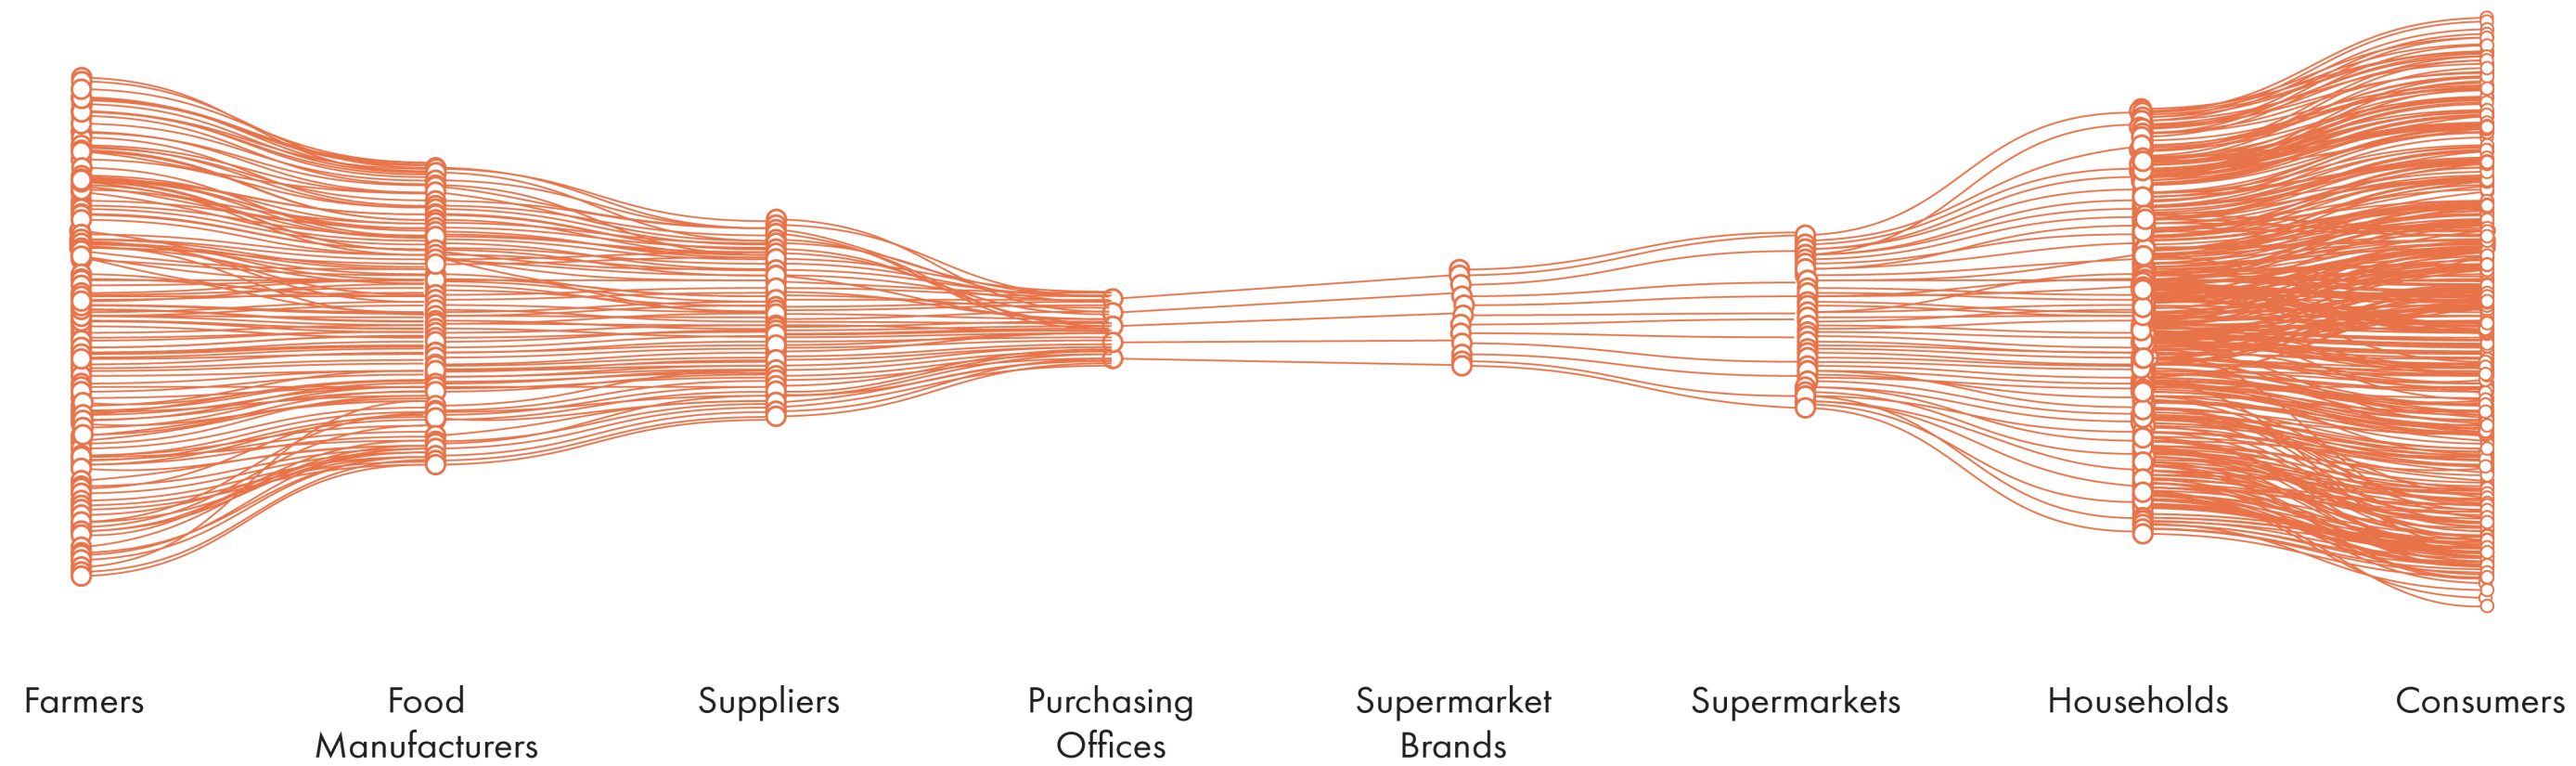 Farmers
Food
Manufacturers
Suppliers
Purchasing
Offices
Supermarket
Brands
Supermarkets
Households
Consumers